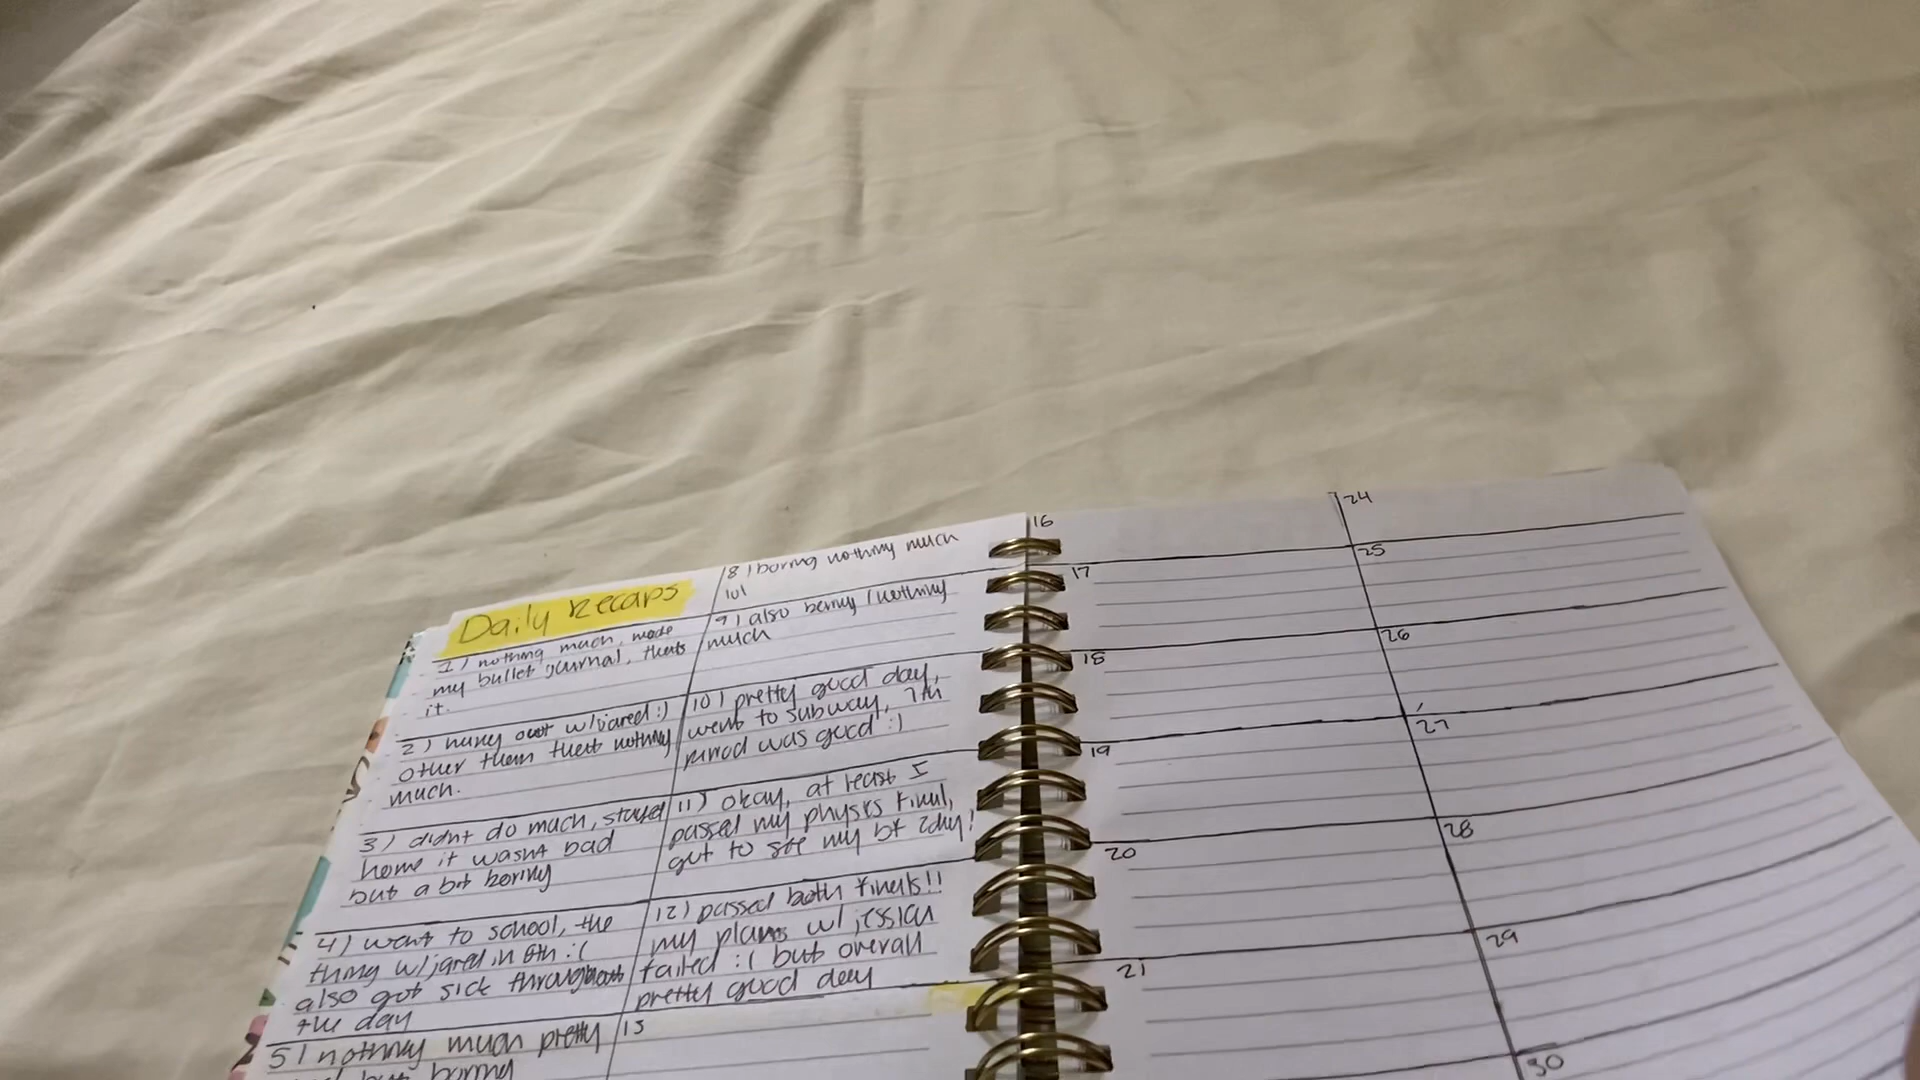 Daily Recaps
1) nothing much, made
my bullet journal, thats
it.
2) hung out w/jared :)
other them that nothing
much.
3) didnt do much, stayed
home it wasnt bad
but a bit boring
4) went to school, the
thing w/jared in 6th :(
also got sick throughout
the day
5) nothing much pretty
but boring
8) boring nothing much
lol
9) also boring / nothing
much
10) pretty good day,
went to subway, 7th
period was good :)
11) okay, at least I
passed my physics final,
got to see my bf 2day!
12) passed both finals!!
my plans w/
failed :( but overall
pretty good day
13
16
17
18
19
20
21
24
25
26
27
28
29
30